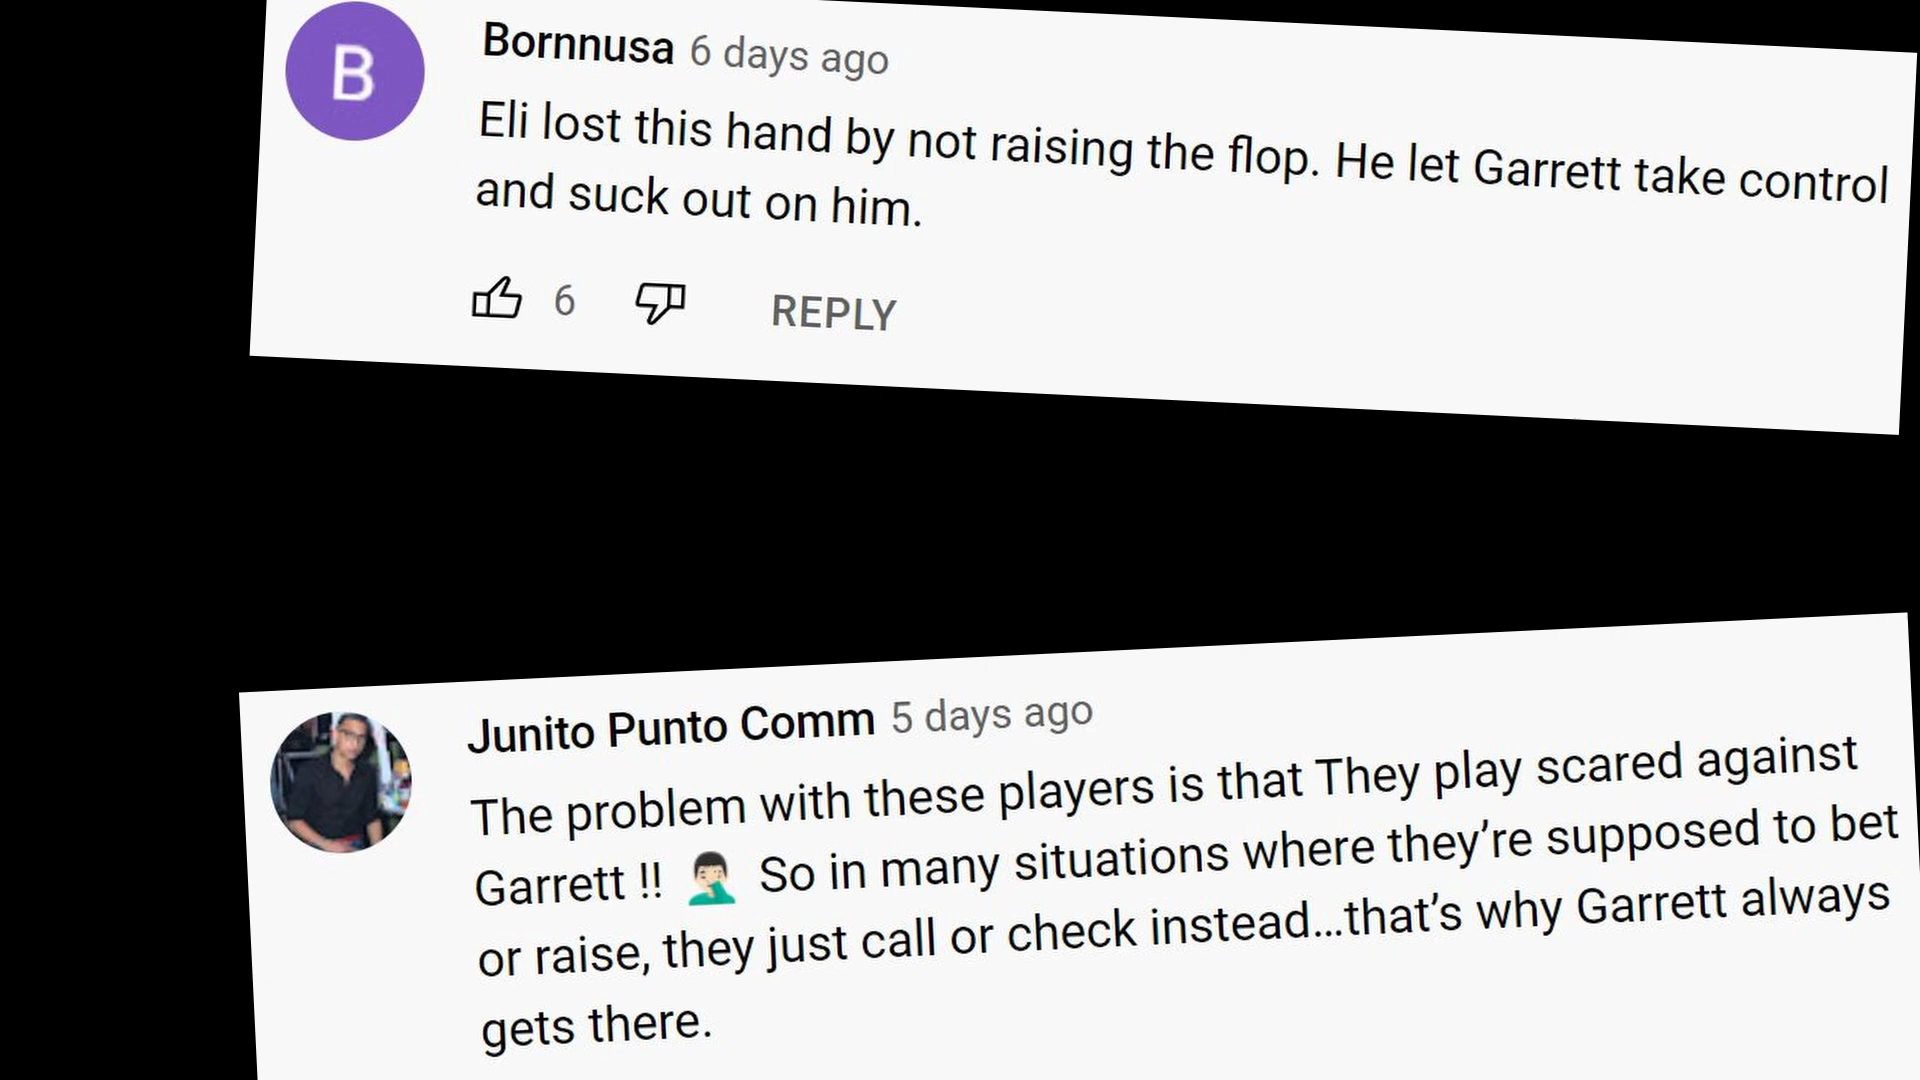 B
Bornnusa 6 days ago
Eli lost this hand by not raising the flop. He let Garrett take control
and suck out on him.
6 REPLY
Junito Punto Comm 5 days ago
The problem with these players is that They play scared against
Garrett !! 🤦🏻‍♂️ So in many situations where they’re supposed to bet
or raise, they just call or check instead...that’s why Garrett always
gets there.